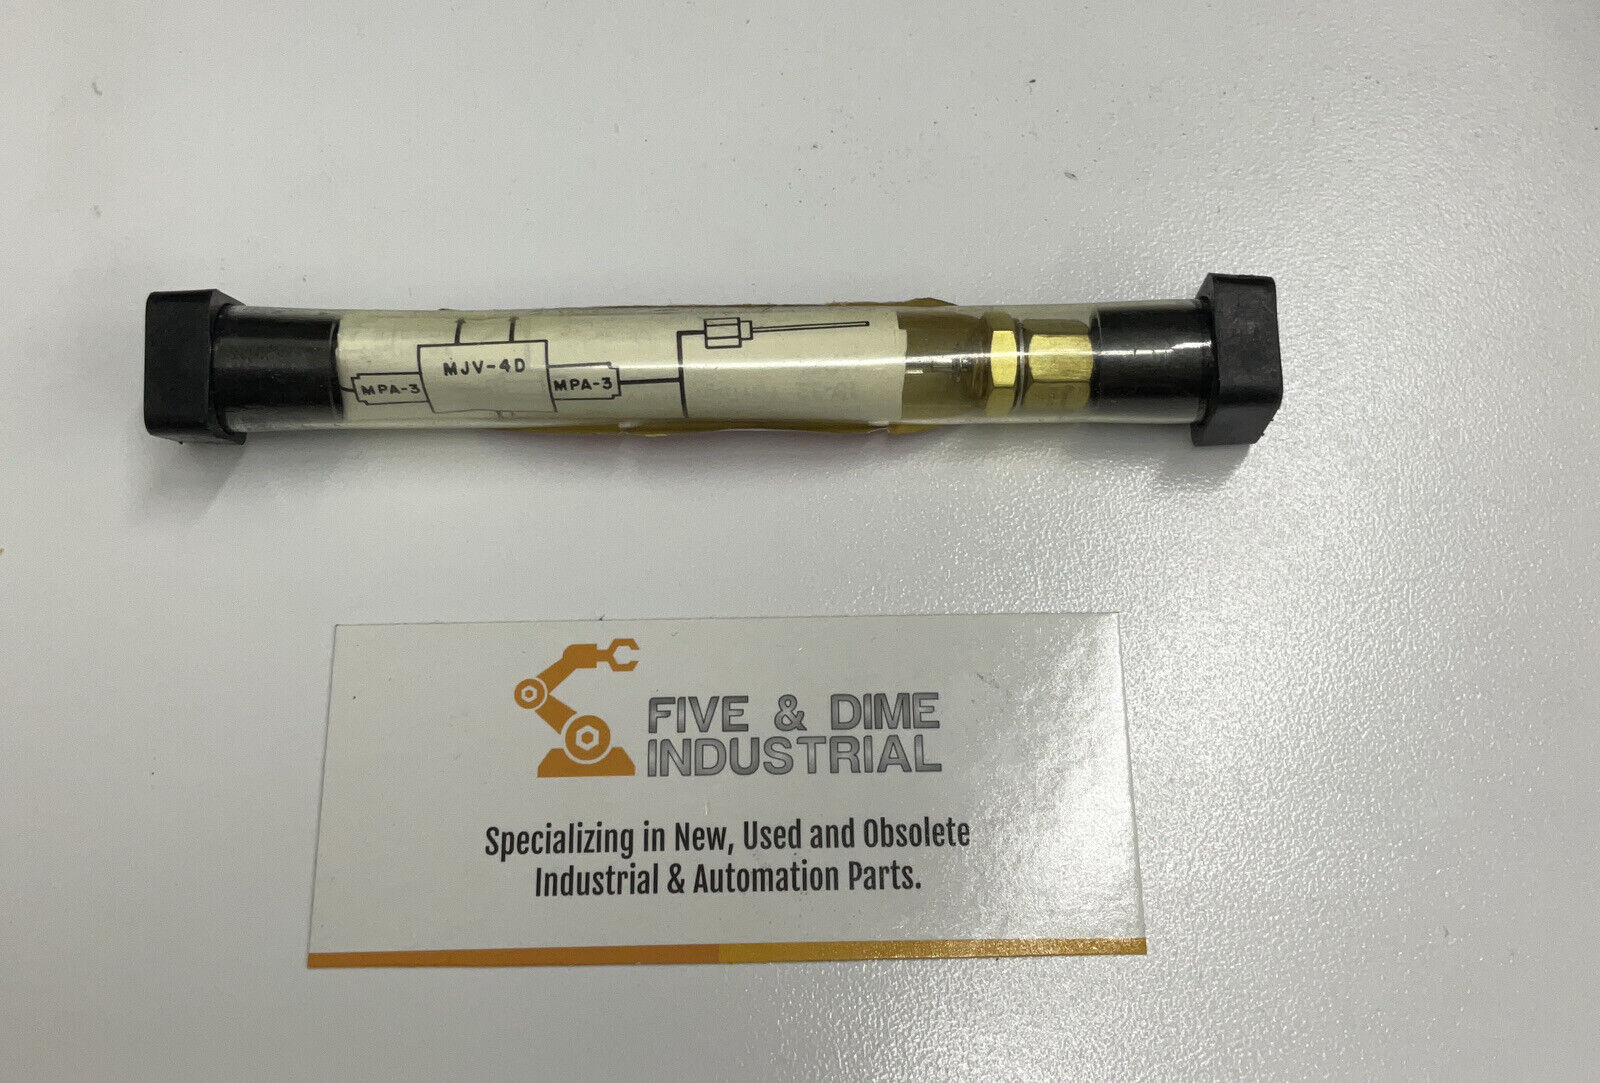 MPA-3
MJV-4D
MPA-3
FIVE & DIME
INDUSTRIAL
Specializing in New, Used and Obsolete
Industrial & Automation Parts.